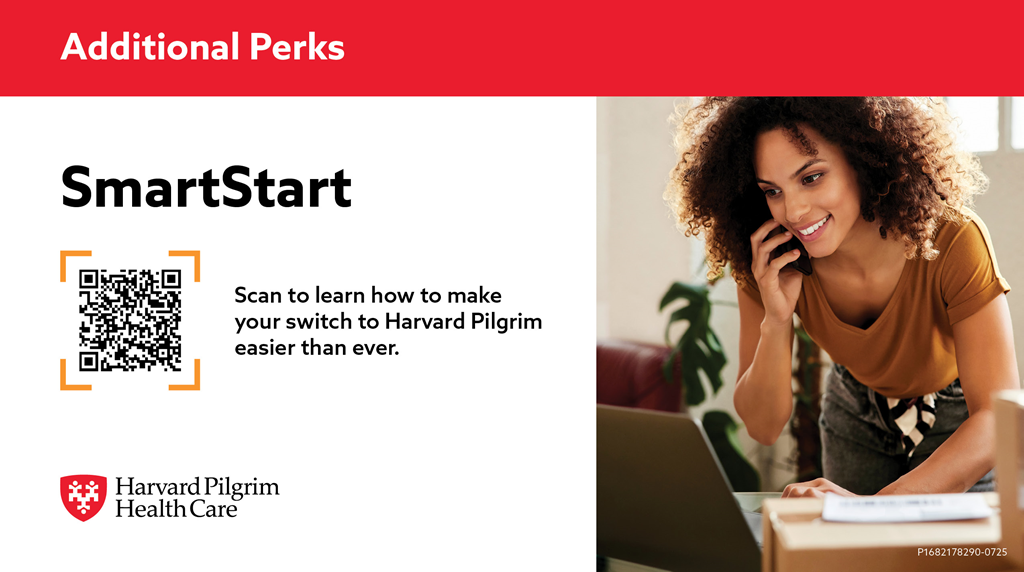 Additional Perks
SmartStart
Scan to learn how to make
your switch to Harvard Pilgrim
easier than ever.
Harvard Pilgrim
Health Care
P1682178290-0725